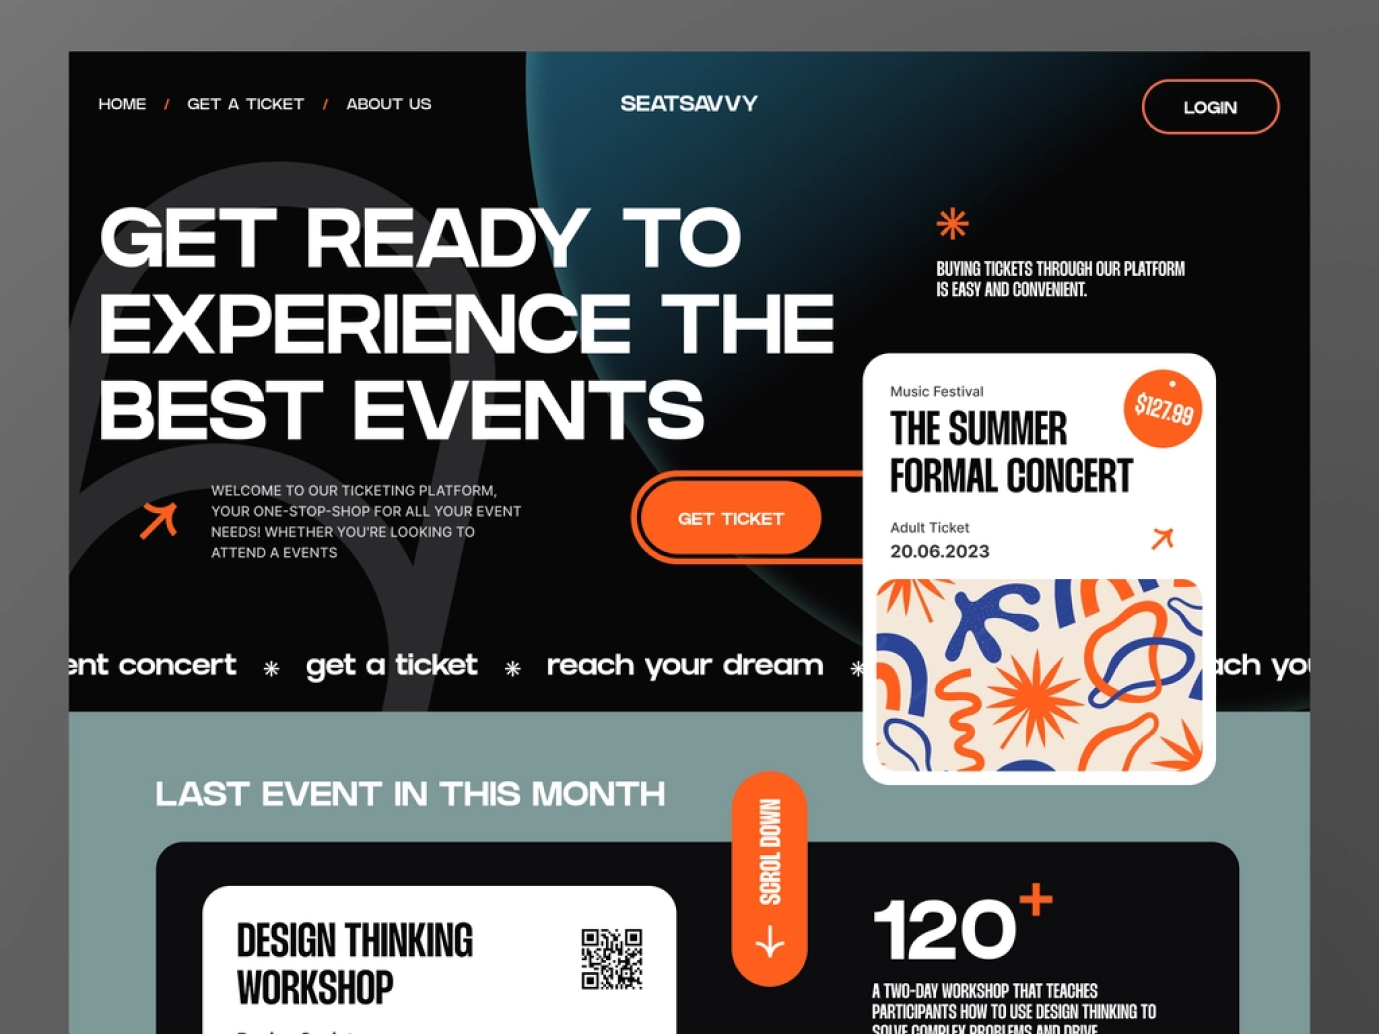 HOME / GET A TICKET / ABOUT US
SEATSAVVY
LOGIN
GET READY TO
EXPERIENCE THE
BEST EVENTS
BUYING TICKETS THROUGH OUR PLATFORM
IS EASY AND CONVENIENT.
WELCOME TO OUR TICKETING PLATFORM,
YOUR ONE-STOP-SHOP FOR ALL YOUR EVENT
NEEDS! WHETHER YOU'RE LOOKING TO
ATTEND A EVENTS
GET TICKET
Music Festival
$127.99
THE SUMMER
FORMAL CONCERT
Adult Ticket
20.06.2023
concert * get a ticket * reach your dream *
LAST EVENT IN THIS MONTH
SCROL DOWN
DESIGN THINKING
WORKSHOP
120+
A TWO-DAY WORKSHOP THAT TEACHES
PARTICIPANTS HOW TO USE DESIGN THINKING TO
SOLVE COMPLEX PROBLEMS AND DRIVE